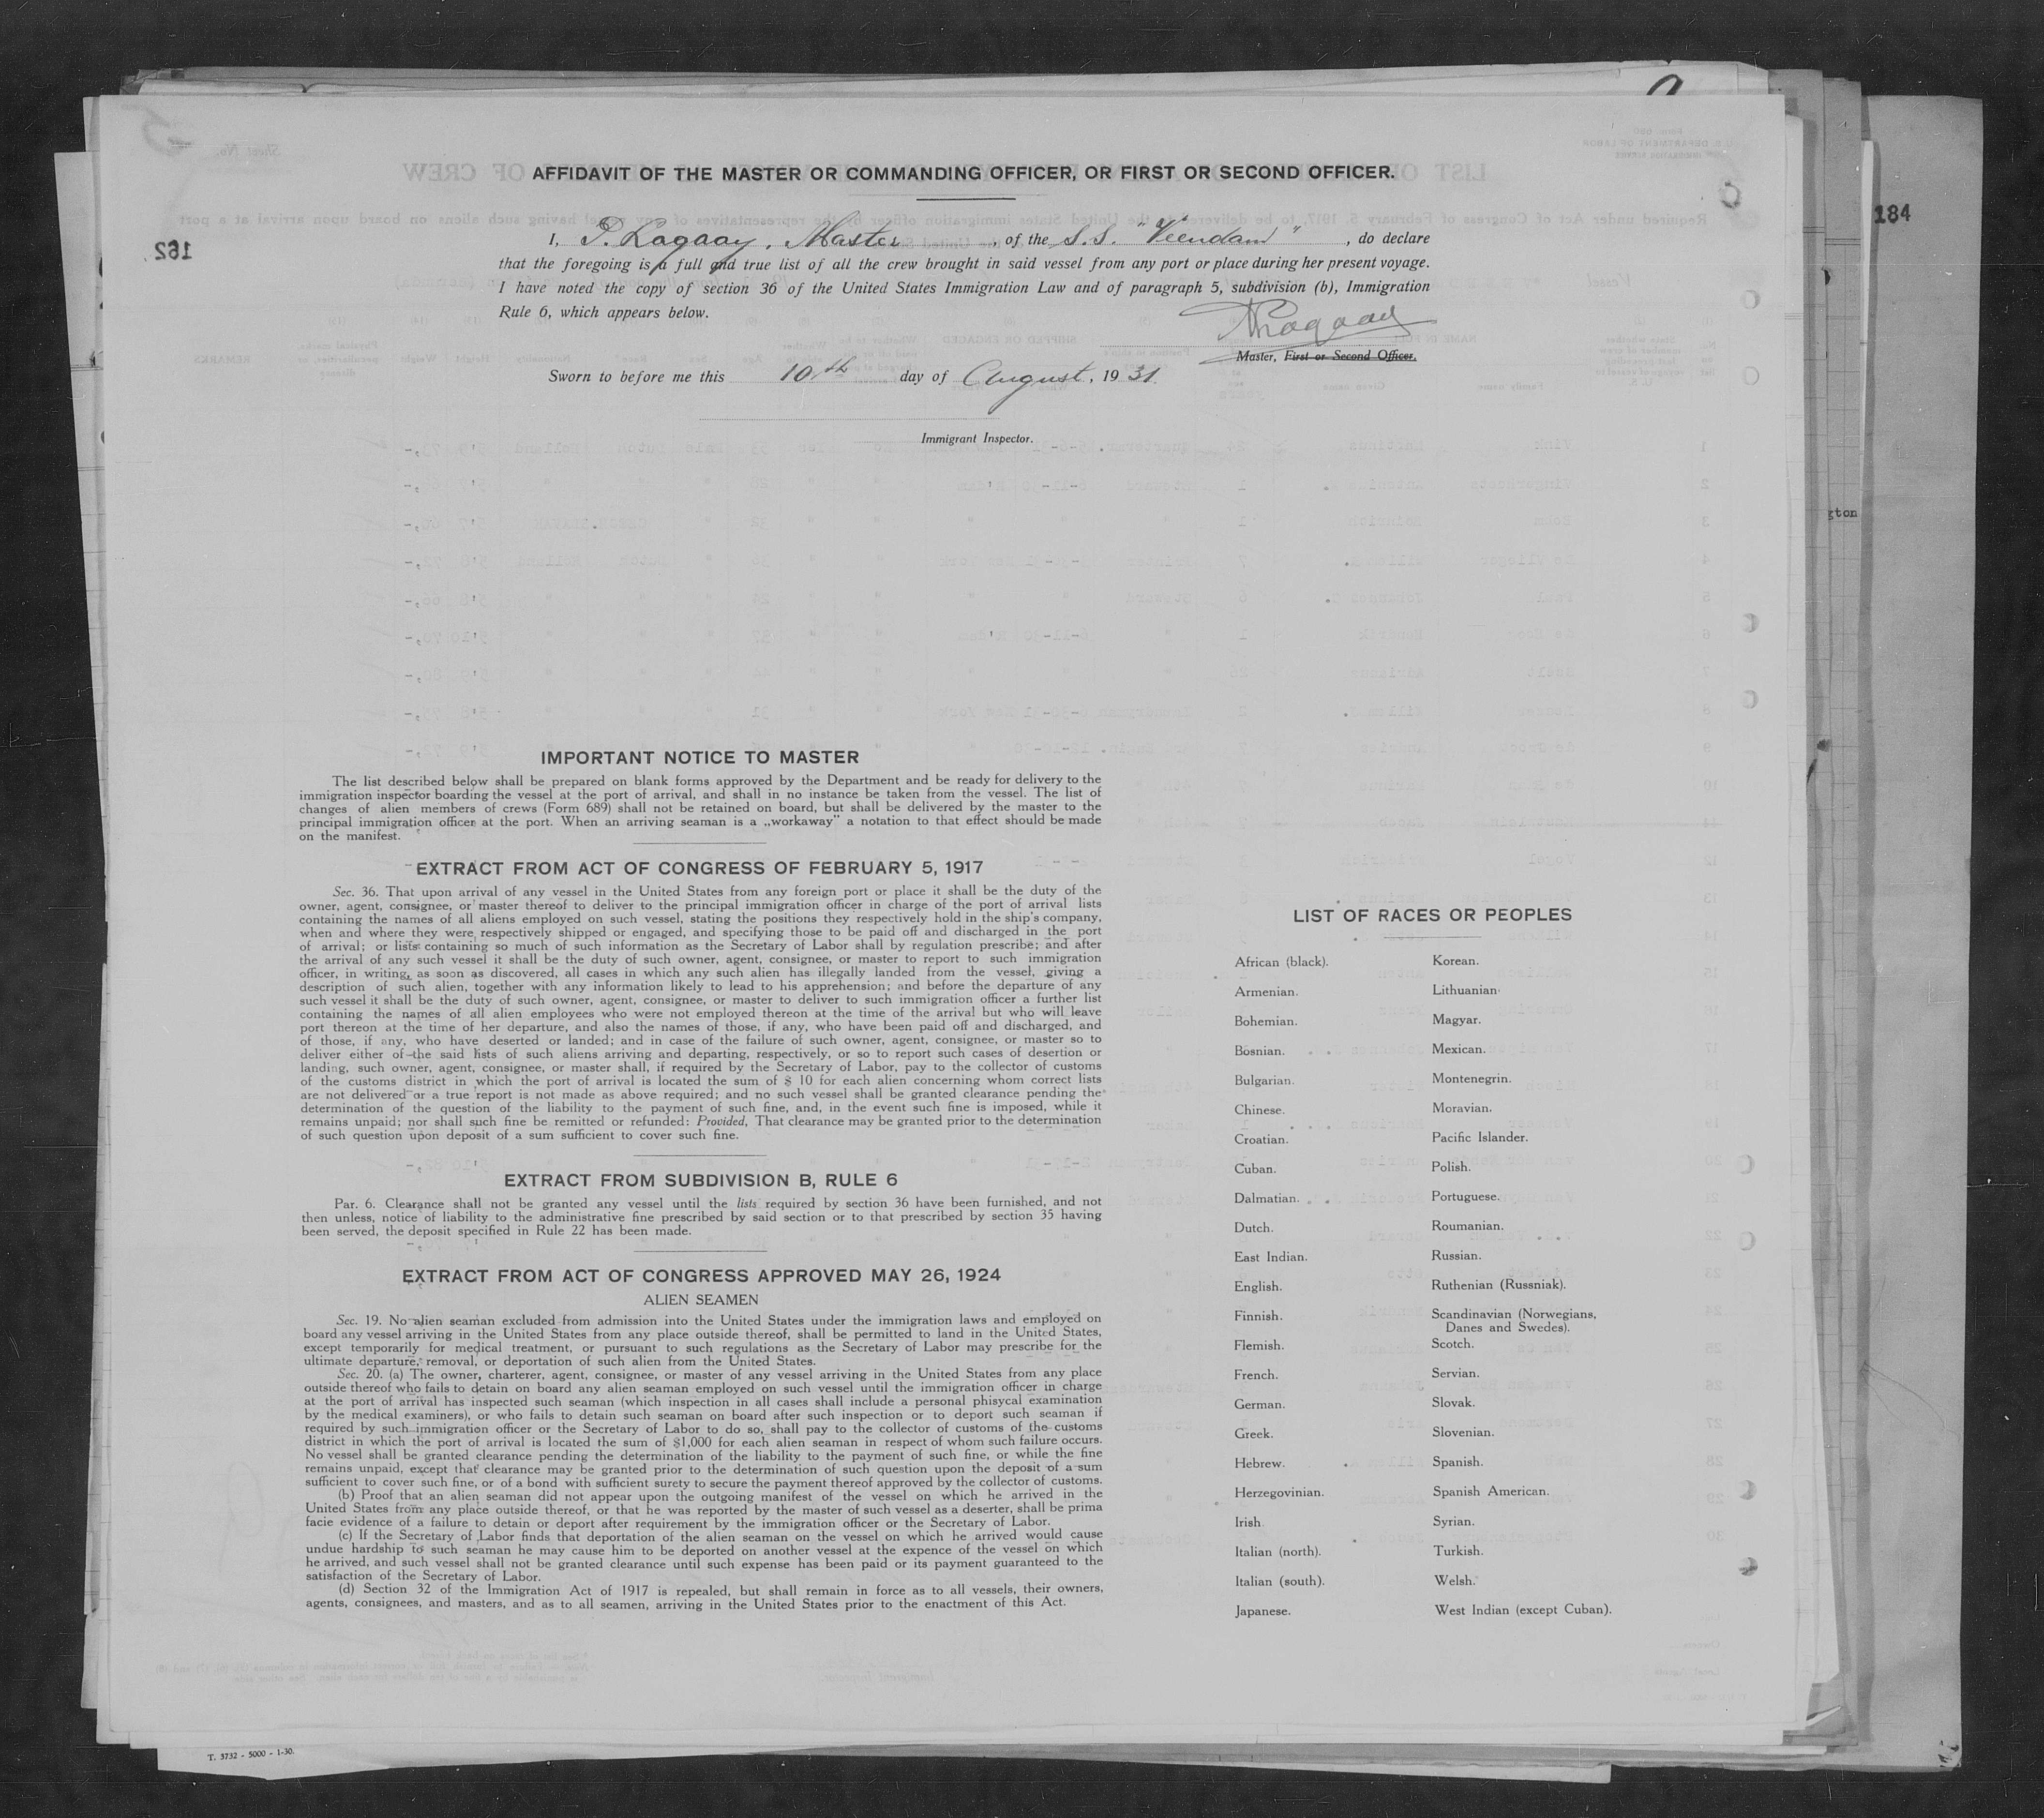 AFFIDAVIT OF THE MASTER OR COMMANDING OFFICER, OR FIRST OR SECOND OFFICER.
I, P. Lagaay, Master, of the S.S. "Veendam", do declare
that the foregoing is a full and true list of all the crew brought in said vessel from any port or place during her present voyage.
I have noted the copy of section 36 of the United States Immigration Law and of paragraph 5, subdivision (b), Immigration
Rule 6, which appears below.
PLagaay
Master, First or Second Officer.
Sworn to before me this 10th day of August, 1931.
Immigrant Inspector.
184
162
gton
IMPORTANT NOTICE TO MASTER
The list described below shall be prepared on blank forms approved by the Department and be ready for delivery to the
immigration inspector boarding the vessel at the port of arrival, and shall in no instance be taken from the vessel. The list of
changes of alien members of crews (Form 689) shall not be retained on board, but shall be delivered by the master to the
principal immigration officer at the port. When an arriving seaman is a „workaway" a notation to that effect should be made
on the manifest.
EXTRACT FROM ACT OF CONGRESS OF FEBRUARY 5, 1917
Sec. 36. That upon arrival of any vessel in the United States from any foreign port or place it shall be the duty of the
owner, agent, consignee, or master thereof to deliver to the principal immigration officer in charge of the port of arrival lists
containing the names of all aliens employed on such vessel, stating the positions they respectively hold in the ship's company,
when and where they were respectively shipped or engaged, and specifying those to be paid off and discharged in the port
of arrival; or lists containing so much of such information as the Secretary of Labor shall by regulation prescribe; and after
the arrival of any such vessel it shall be the duty of such owner, agent, consignee, or master to report to such immigration
officer, in writing, as soon as discovered, all cases in which any such alien has illegally landed from the vessel, giving a
description of such alien, together with any information likely to lead to his apprehension; and before the departure of any
such vessel it shall be the duty of such owner, agent, consignee, or master to deliver to such immigration officer a further list
containing the names of all alien employees who were not employed thereon at the time of the arrival but who will leave
port thereon at the time of her departure, and also the names of those, if any, who have been paid off and discharged, and
of those, if any, who have deserted or landed; and in case of the failure of such owner, agent, consignee, or master so to
deliver either of the said lists of such aliens arriving and departing, respectively, or so to report such cases of desertion or
landing, such owner, agent, consignee, or master shall, if required by the Secretary of Labor, pay to the collector of customs
of the customs district in which the port of arrival is located the sum of $ 10 for each alien concerning whom correct lists
are not delivered or a true report is not made as above required; and no such vessel shall be granted clearance pending the
determination of the question of the liability to the payment of such fine, and, in the event such fine is imposed, while it
remains unpaid; nor shall such fine be remitted or refunded: Provided, That clearance may be granted prior to the determination
of such question upon deposit of a sum sufficient to cover such fine.
EXTRACT FROM SUBDIVISION B, RULE 6
Par. 6. Clearance shall not be granted any vessel until the lists required by section 36 have been furnished, and not
then unless, notice of liability to the administrative fine prescribed by said section or to that prescribed by section 35 having
been served, the deposit specified in Rule 22 has been made.
EXTRACT FROM ACT OF CONGRESS APPROVED MAY 26, 1924
ALIEN SEAMEN
Sec. 19. No alien seaman excluded from admission into the United States under the immigration laws and employed on
board any vessel arriving in the United States from any place outside thereof, shall be permitted to land in the United States,
except temporarily for medical treatment, or pursuant to such regulations as the Secretary of Labor may prescribe for the
ultimate departure, removal, or deportation of such alien from the United States.
Sec. 20. (a) The owner, charterer, agent, consignee, or master of any vessel arriving in the United States from any place
outside thereof who fails to detain on board any alien seaman employed on such vessel until the immigration officer in charge
at the port of arrival has inspected such seaman (which inspection in all cases shall include a personal phisycal examination
by the medical examiners), or who fails to detain such seaman on board after such inspection or to deport such seaman if
required by such immigration officer or the Secretary of Labor to do so, shall pay to the collector of customs of the customs
district in which the port of arrival is located the sum of $1,000 for each alien seaman in respect of whom such failure occurs.
No vessel shall be granted clearance pending the determination of the liability to the payment of such fine, or while the fine
remains unpaid, except that clearance may be granted prior to the determination of such question upon the deposit of a sum
sufficient to cover such fine, or of a bond with sufficient surety to secure the payment thereof approved by the collector of customs.
(b) Proof that an alien seaman did not appear upon the outgoing manifest of the vessel on which he arrived in the
United States from any place outside thereof, or that he was reported by the master of such vessel as a deserter, shall be prima
facie evidence of a failure to detain or deport after requirement by the immigration officer or the Secretary of Labor.
(c) If the Secretary of Labor finds that deportation of the alien seaman on the vessel on which he arrived would cause
undue hardship to such seaman he may cause him to be deported on another vessel at the expence of the vessel on which
he arrived, and such vessel shall not be granted clearance until such expense has been paid or its payment guaranteed to the
satisfaction of the Secretary of Labor.
(d) Section 32 of the Immigration Act of 1917 is repealed, but shall remain in force as to all vessels, their owners,
agents, consignees, and masters, and as to all seamen, arriving in the United States prior to the enactment of this Act.
LIST OF RACES OR PEOPLES
African (black).
Armenian.
Bohemian.
Bosnian.
Bulgarian.
Chinese.
Croatian.
Cuban.
Dalmatian.
Dutch.
East Indian.
English.
Finnish.
Flemish.
French.
German.
Greek.
Hebrew.
Herzegovinian.
Irish
Italian (north).
Italian (south).
Japanese.
Korean.
Lithuanian.
Magyar.
Mexican.
Montenegrin.
Moravian.
Pacific Islander.
Polish.
Portuguese.
Roumanian.
Russian.
Ruthenian (Russniak).
Scandinavian (Norwegians,
Danes and Swedes).
Scotch.
Servian.
Slovak.
Slovenian.
Spanish.
Spanish American.
Syrian.
Turkish.
Welsh.
West Indian (except Cuban).
T. 3732 - 5000 - 1-30.